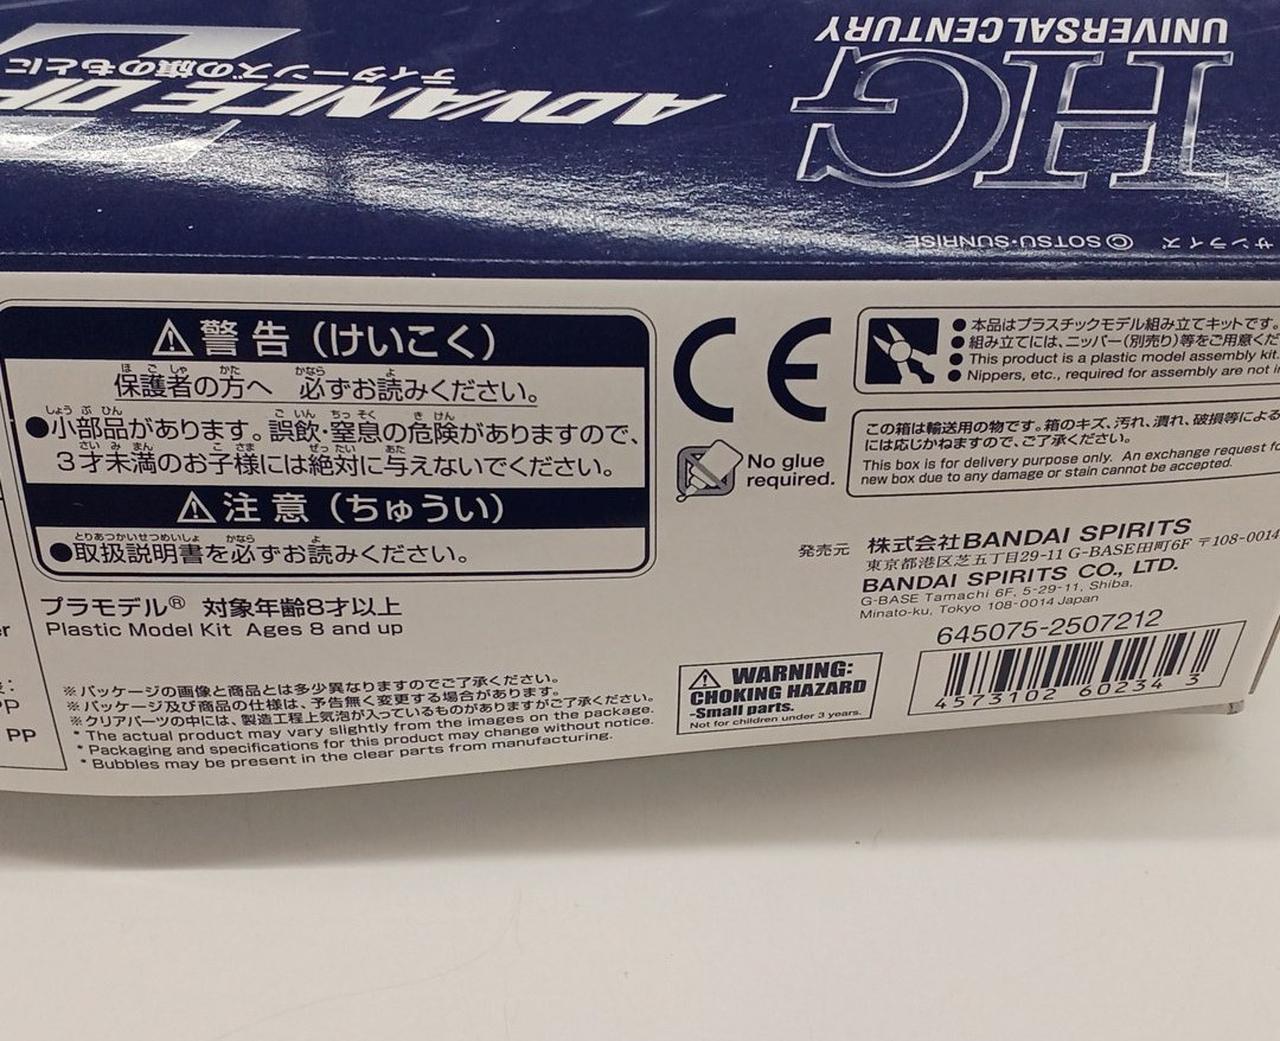 UNIVERSALCENTURY
HG
ADVANCE OF
ティターンズの旗のもとに
サンライズ
©SOTSU・SUNRISE
警告（けいこく）
保護者の方へ 必ずお読みください。
●小部品があります。誤飲・窒息の危険がありますので、
3才未満のお子様には絶対に与えないでください。
注意（ちゅうい）
●取扱説明書を必ずお読みください。
プラモデル® 対象年齢8才以上
Plastic Model Kit Ages 8 and up
※パッケージの画像と商品とは多少異なりますのでご了承ください。
※パッケージ及び商品の仕様は、予告無く変更する場合があります。
※クリアパーツの中には、製造工程上気泡が入っているものがありますがご了承ください。
* The actual product may vary slightly from the images on the package.
* Packaging and specifications for this product may change without notice.
* Bubbles may be present in the clear parts from manufacturing.
PP
PP
CE
No glue
required.
●本品はプラスチックモデル組み立てキットです。
●組み立てには、ニッパー（別売り）等をご用意くだ
●This product is a plastic model assembly kit.
●Nippers, etc., required for assembly are not in
この箱は輸送用の物です。箱のキズ、汚れ、潰れ、破損等による
には応じかねますので、ご了承ください。
This box is for delivery purpose only. An exchange request fo
new box due to any damage or stain cannot be accepted.
発売元 株式会社BANDAI SPIRITS
東京都港区芝五丁目29-11 G-BASE田町6F 〒108-0014
BANDAI SPIRITS CO., LTD.
G-BASE Tamachi 6F, 5-29-11, Shiba,
Minato-ku, Tokyo 108-0014 Japan
645075-2507212
4573102 60234 3
WARNING:
CHOKING HAZARD
-Small parts.
Not for children under 3 years.